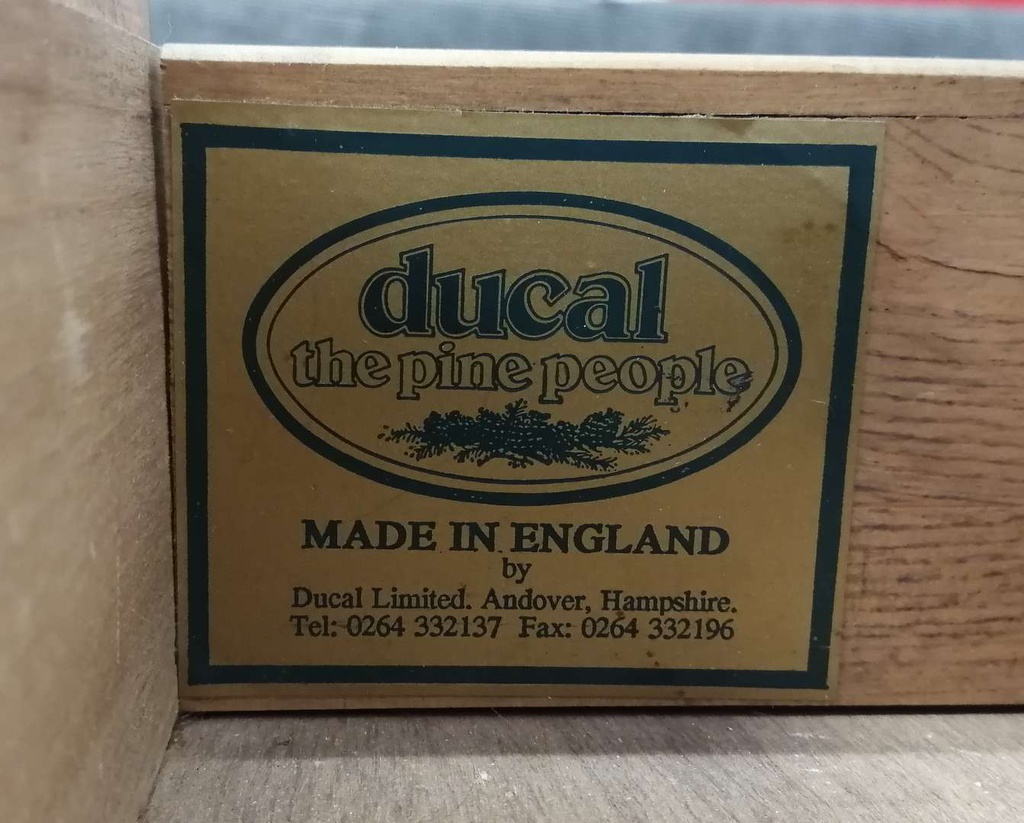 ducal
the pine people
MADE IN ENGLAND
by
Ducal Limited. Andover, Hampshire.
Tel: 0264 332137 Fax: 0264 332196